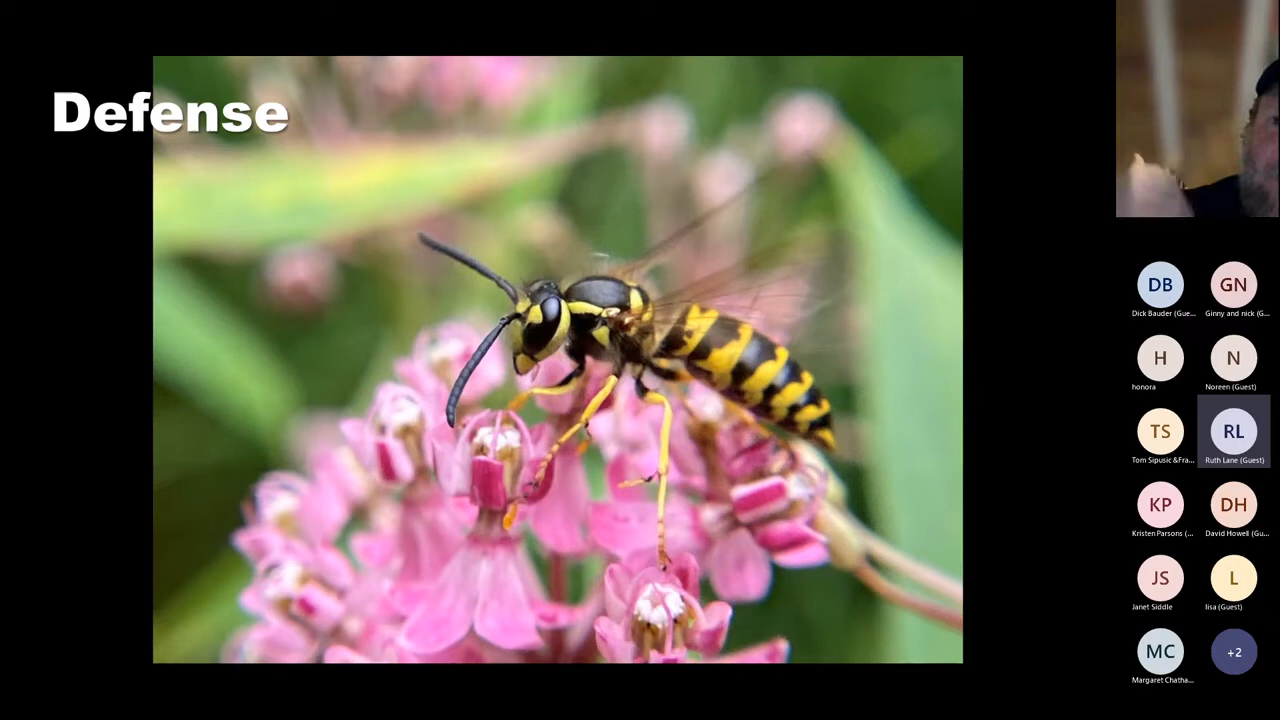 Defense
DB
GN
Dick Bauder (Gue...
Ginny and nick (G...
H
N
honora
Noreen (Guest)
TS
RL
Tom Sipusic &Fra...
Ruth Lane (Guest)
KP
DH
Kristen Parsons (...
David Howell (Gu...
JS
L
Janet Siddle
lisa (Guest)
MC
+2
Margaret Chatha...